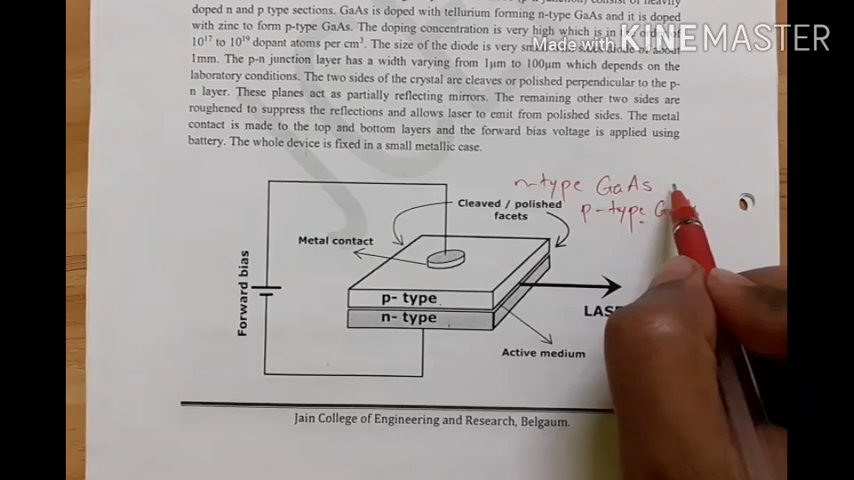 doped n and p type sections. GaAs is doped with tellurium forming n-type GaAs and it is doped
with zinc to form p-type GaAs. The doping concentration is very high which is in the order of
10¹⁷ to 10¹⁹ dopant atoms per cm³. The size of the diode is very
Made with KINEMASTER
1mm. The p-n junction layer has a width varying from 1µm to 100µm which depends on the
laboratory conditions. The two sides of the crystal are cleaves or polished perpendicular to the p-
n layer. These planes act as partially reflecting mirrors. The remaining other two sides are
roughened to suppress the reflections and allows laser to emit from polished sides. The metal
contact is made to the top and bottom layers and the forward bias voltage is applied using
battery. The whole device is fixed in a small metallic case.
n-type GaAs
p-type
Cleaved / polished
facets
Metal contact
Forward bias
p- type
n- type
Active medium
Jain College of Engineering and Research, Belgaum.